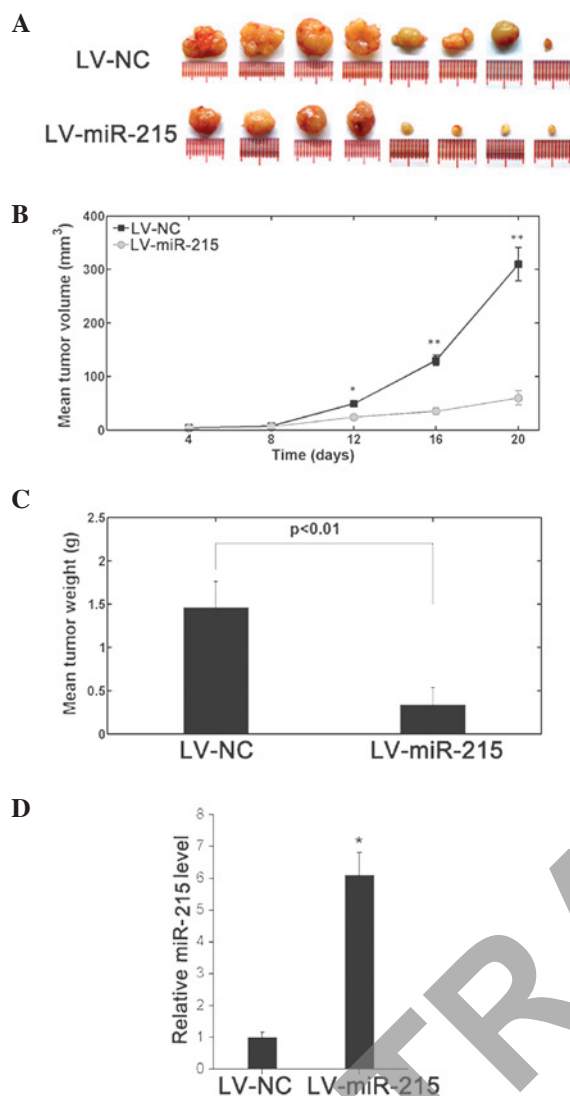 A
LV-NC
LV-miR-215
B
Mean tumor volume (mm³)
400
300
200
100
0
LV-NC
LV-miR-215
*
**
**
4
8
12
16
20
Time (days)
C
Mean tumor weight (g)
2.5
2
1.5
1
0.5
0
p<0.01
LV-NC
LV-miR-215
D
Relative miR-215 level
8
7
6
5
4
3
2
1
0
*
LV-NC
LV-miR-215
TRA